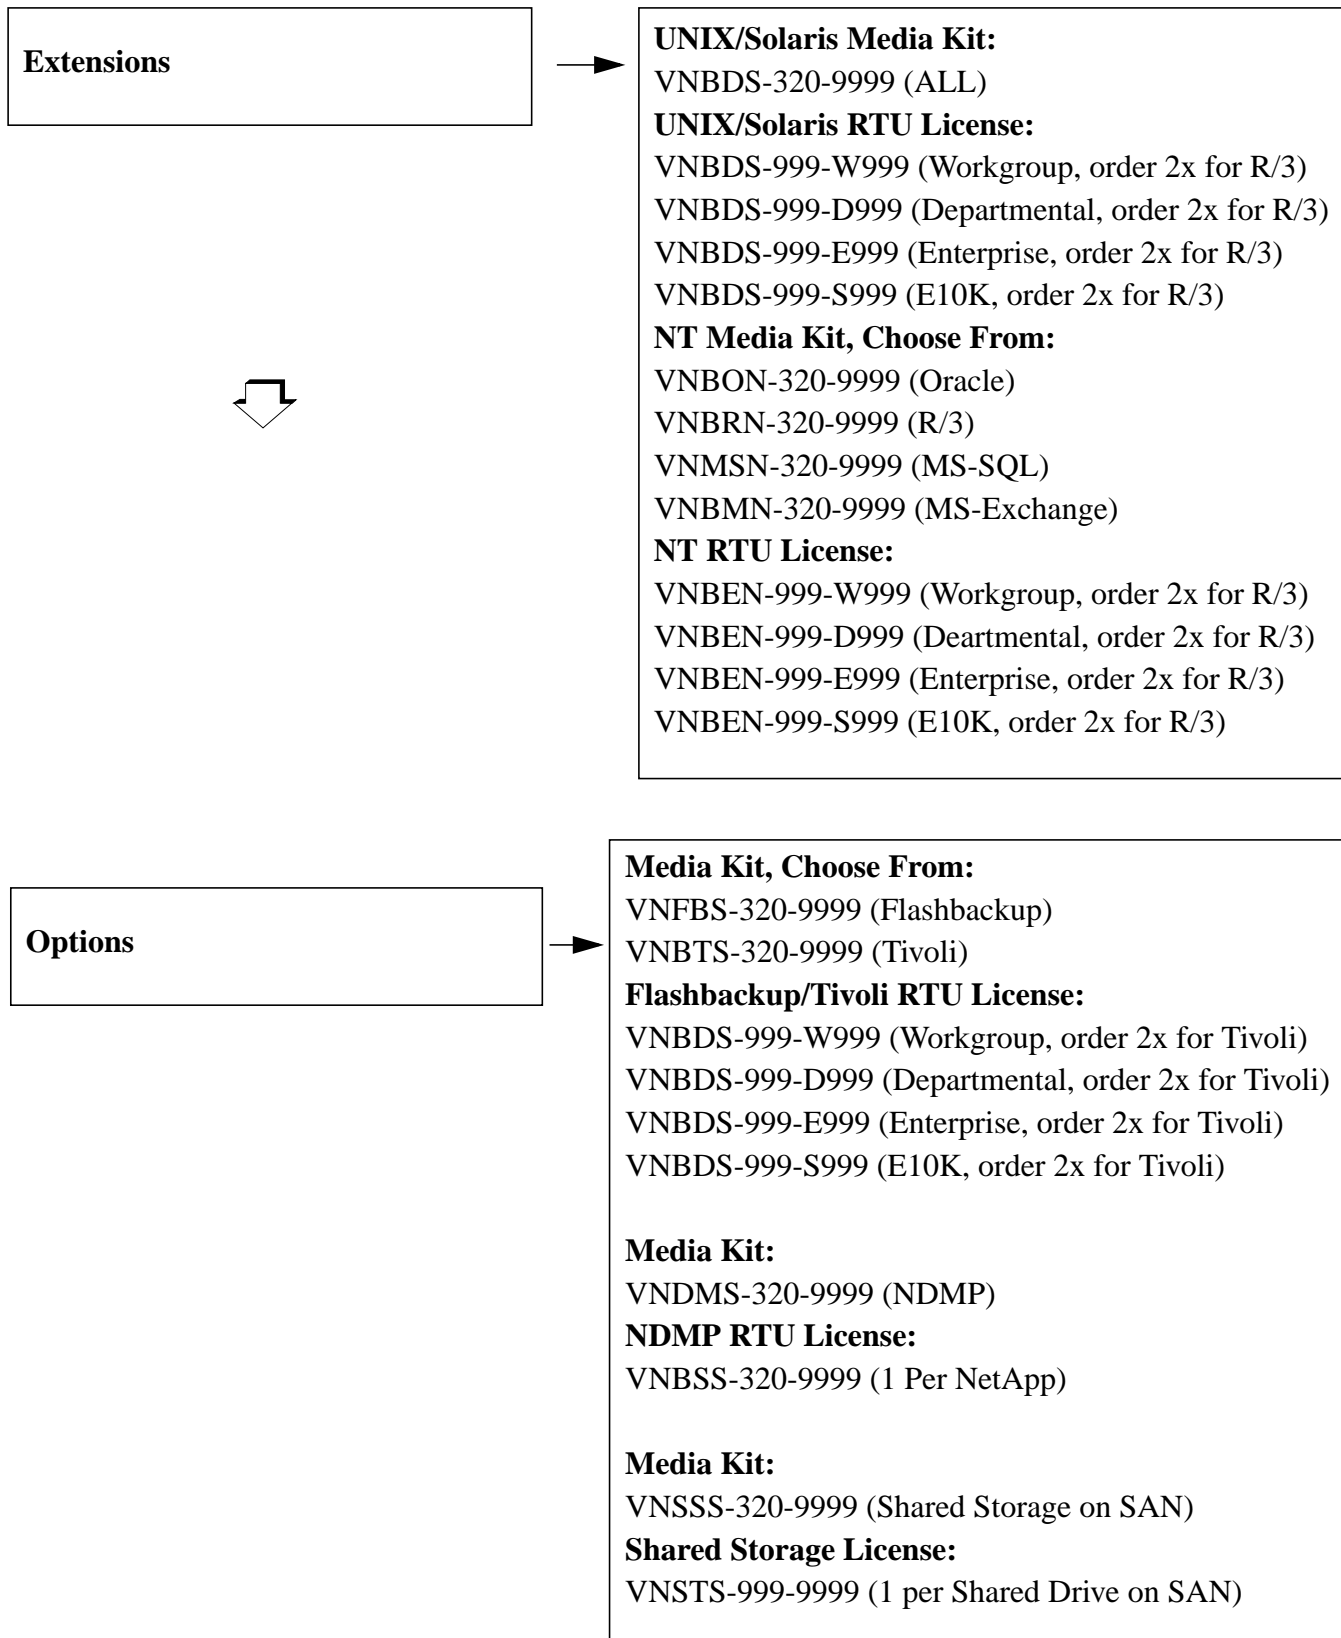 Extensions
UNIX/Solaris Media Kit:
VNBDS-320-9999 (ALL)
UNIX/Solaris RTU License:
VNBDS-999-W999 (Workgroup, order 2x for R/3)
VNBDS-999-D999 (Departmental, order 2x for R/3)
VNBDS-999-E999 (Enterprise, order 2x for R/3)
VNBDS-999-S999 (E10K, order 2x for R/3)
NT Media Kit, Choose From:
VNBON-320-9999 (Oracle)
VNBRN-320-9999 (R/3)
VNMSN-320-9999 (MS-SQL)
VNBMN-320-9999 (MS-Exchange)
NT RTU License:
VNBEN-999-W999 (Workgroup, order 2x for R/3)
VNBEN-999-D999 (Deartmental, order 2x for R/3)
VNBEN-999-E999 (Enterprise, order 2x for R/3)
VNBEN-999-S999 (E10K, order 2x for R/3)
Options
Media Kit, Choose From:
VNFBS-320-9999 (Flashbackup)
VNBTS-320-9999 (Tivoli)
Flashbackup/Tivoli RTU License:
VNBDS-999-W999 (Workgroup, order 2x for Tivoli)
VNBDS-999-D999 (Departmental, order 2x for Tivoli)
VNBDS-999-E999 (Enterprise, order 2x for Tivoli)
VNBDS-999-S999 (E10K, order 2x for Tivoli)
Media Kit:
VNDMS-320-9999 (NDMP)
NDMP RTU License:
VNBSS-320-9999 (1 Per NetApp)
Media Kit:
VNSSS-320-9999 (Shared Storage on SAN)
Shared Storage License:
VNSTS-999-9999 (1 per Shared Drive on SAN)